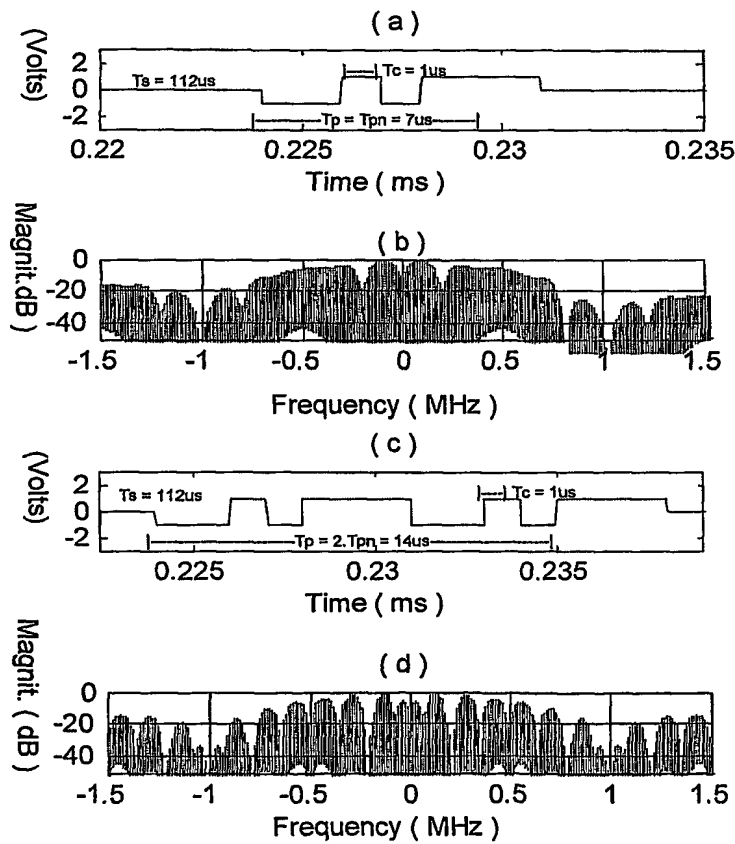 ( a )
(Volts)
2
0
-2
Ts = 112us
Tc = 1us
Tp = Tpn = 7us
0.22
0.225
0.23
0.235
Time ( ms )
( b )
Magnit.dB)
0
-20
-40
-1.5
-1
-0.5
0
0.5
1
1.5
Frequency ( MHz )
( c )
(Volts)
2
0
-2
Ts = 112us
Tc = 1us
Tp = 2.Tpn = 14us
0.225
0.23
0.235
Time ( ms )
( d )
Magnit. ( dB )
0
-20
-40
-1.5
-1
-0.5
0
0.5
1
1.5
Frequency ( MHz )